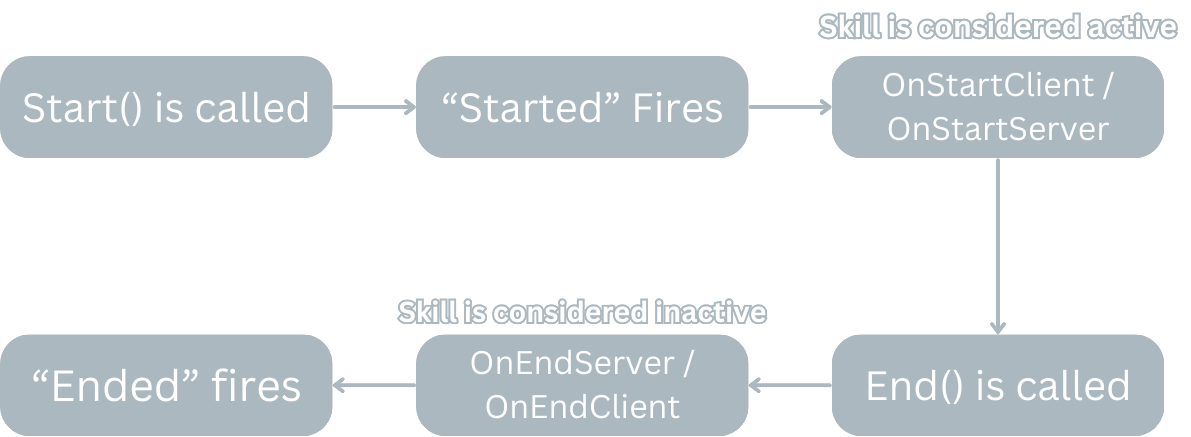 Skill is considered active
Start() is called
“Started” Fires
OnStartClient /
OnStartServer
Skill is considered inactive
“Ended” fires
OnEndServer /
OnEndClient
End() is called